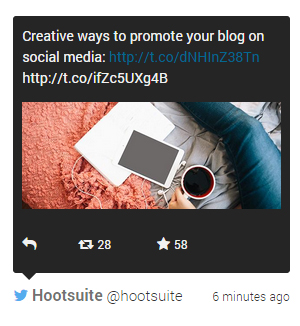 Creative ways to promote your blog on
social media: http://t.co/dNHInZ38Tn
http://t.co/ifZc5UXg4B
28 58
Hootsuite @hootsuite 6 minutes ago